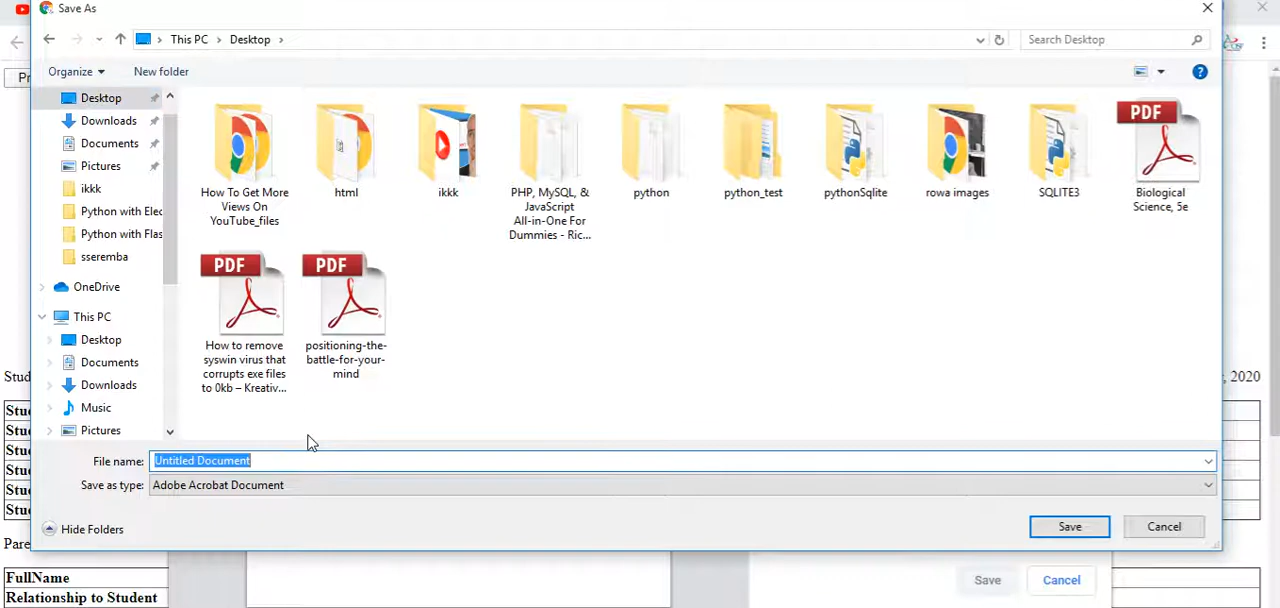 Save As
This PC > Desktop >
Search Desktop
Organize
New folder
Desktop
Downloads
Documents
Pictures
ikkk
Python with Elec
Python with Flas
sseremba
OneDrive
This PC
Desktop
Documents
Downloads
Music
Pictures
How To Get More
Views On
YouTube_files
html
ikkk
PHP, MySQL, &
JavaScript
All-in-One For
Dummies - Ric...
python
python_test
pythonSqlite
rowa images
SQLITE3
PDF
Biological
Science, 5e
PDF
How to remove
syswin virus that
corrupts exe files
to 0kb – Kreativ...
PDF
positioning-the-
battle-for-your-
mind
File name: Untitled Document
Save as type: Adobe Acrobat Document
Hide Folders
Save
Cancel
Pr
Stud
, 2020
Stu
Stu
Stu
Stu
Stu
Stu
Pare
FullName
Relationship to Student
Save
Cancel